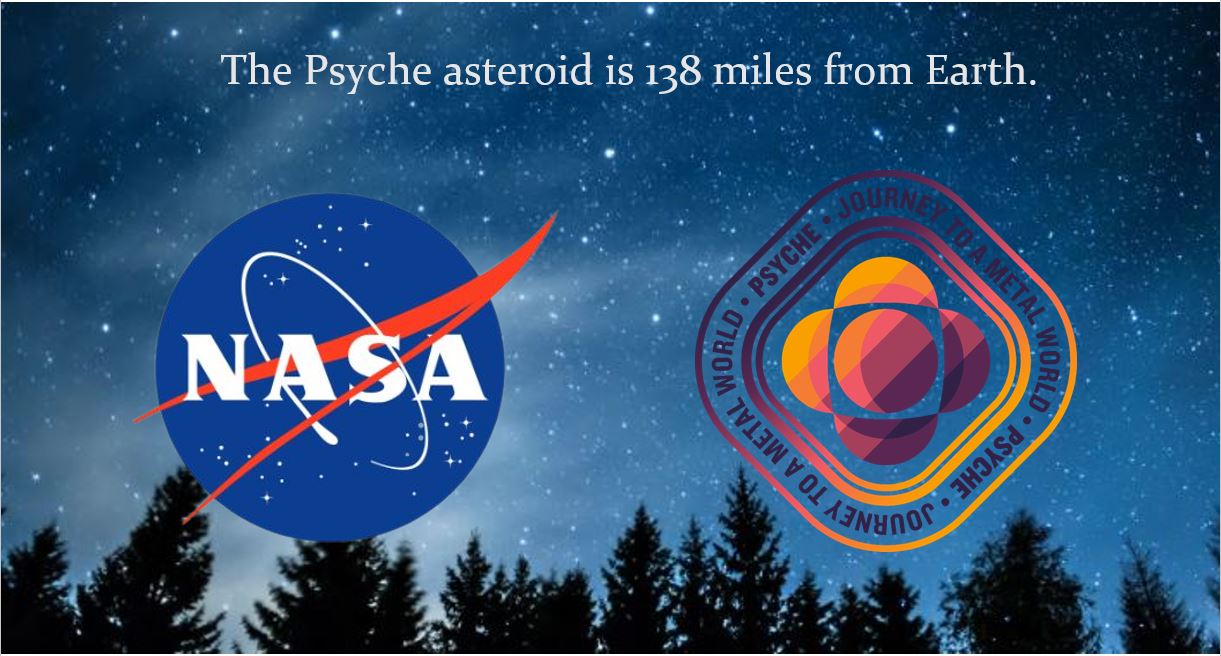 The Psyche asteroid is 138 miles from Earth.
NASA
PSYCHE • JOURNEY TO A METAL WORLD • PSYCHE • JOURNEY TO A METAL WORLD •